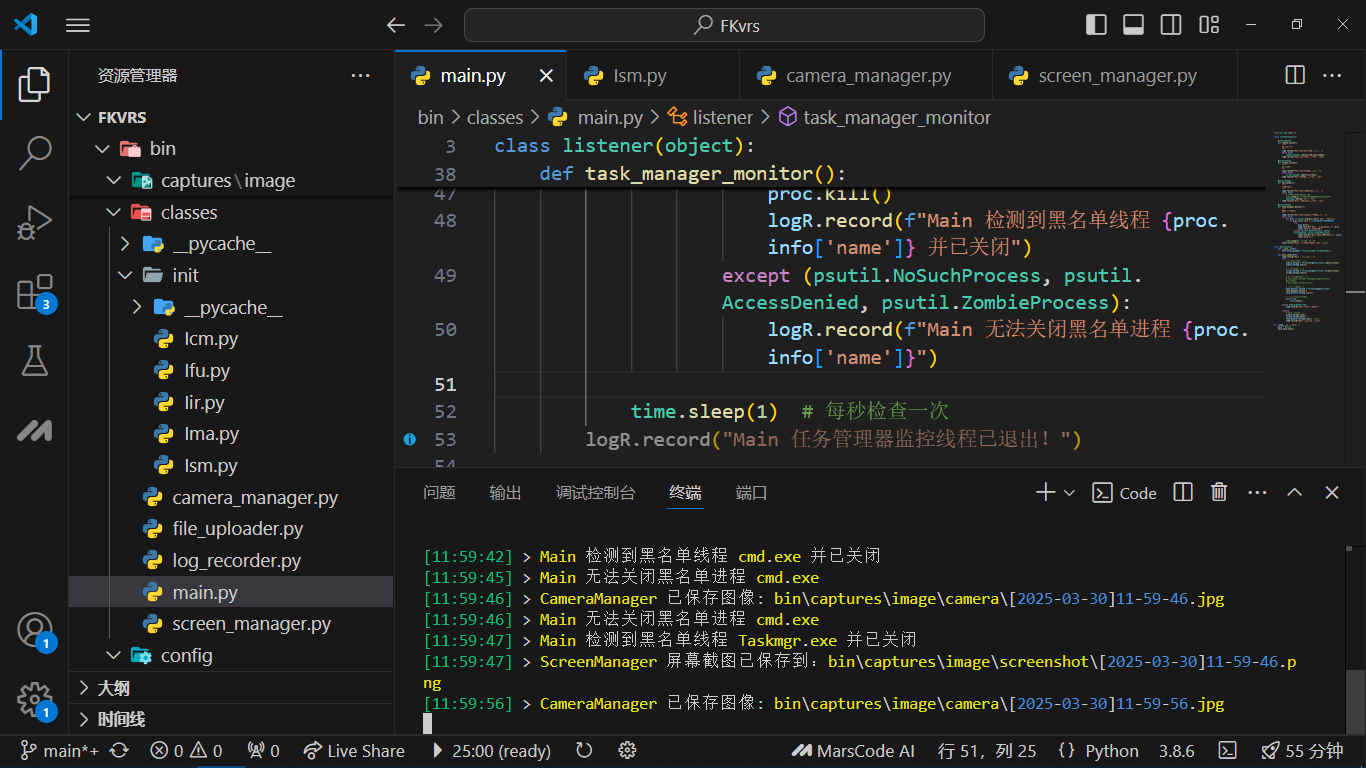 FKvrs
资源管理器
main.py
lsm.py
camera_manager.py
screen_manager.py
FKVRS
bin > classes > main.py > listener > task_manager_monitor
bin
captures\image
classes
__pycache__
init
__pycache__
lcm.py
lfu.py
lir.py
lma.py
lsm.py
camera_manager.py
file_uploader.py
log_recorder.py
main.py
screen_manager.py
config
大纲
时间线
3 class listener(object):
38 def task_manager_monitor():
47 proc.kill()
48 logR.record(f"Main 检测到黑名单线程 {proc.
info['name']} 并已关闭")
49 except (psutil.NoSuchProcess, psutil.
AccessDenied, psutil.ZombieProcess):
50 logR.record(f"Main 无法关闭黑名单进程 {proc.
info['name']}")
51
52 time.sleep(1) # 每秒检查一次
53 logR.record("Main 任务管理器监控线程已退出！")
54
问题 输出 调试控制台 终端 端口
Code
[11:59:42] > Main 检测到黑名单线程 cmd.exe 并已关闭
[11:59:45] > Main 无法关闭黑名单进程 cmd.exe
[11:59:46] > CameraManager 已保存图像: bin\captures\image\camera\[2025-03-30]11-59-46.jpg
[11:59:46] > Main 无法关闭黑名单进程 cmd.exe
[11:59:47] > Main 检测到黑名单线程 Taskmgr.exe 并已关闭
[11:59:47] > ScreenManager 屏幕截图已保存到：bin\captures\image\screenshot\[2025-03-30]11-59-46.p
ng
[11:59:56] > CameraManager 已保存图像: bin\captures\image\camera\[2025-03-30]11-59-56.jpg
3
1
1
main*+ 0 0 0 Live Share 25:00 (ready) MarsCode AI 行 51，列 25 {} Python 3.8.6 55 分钟